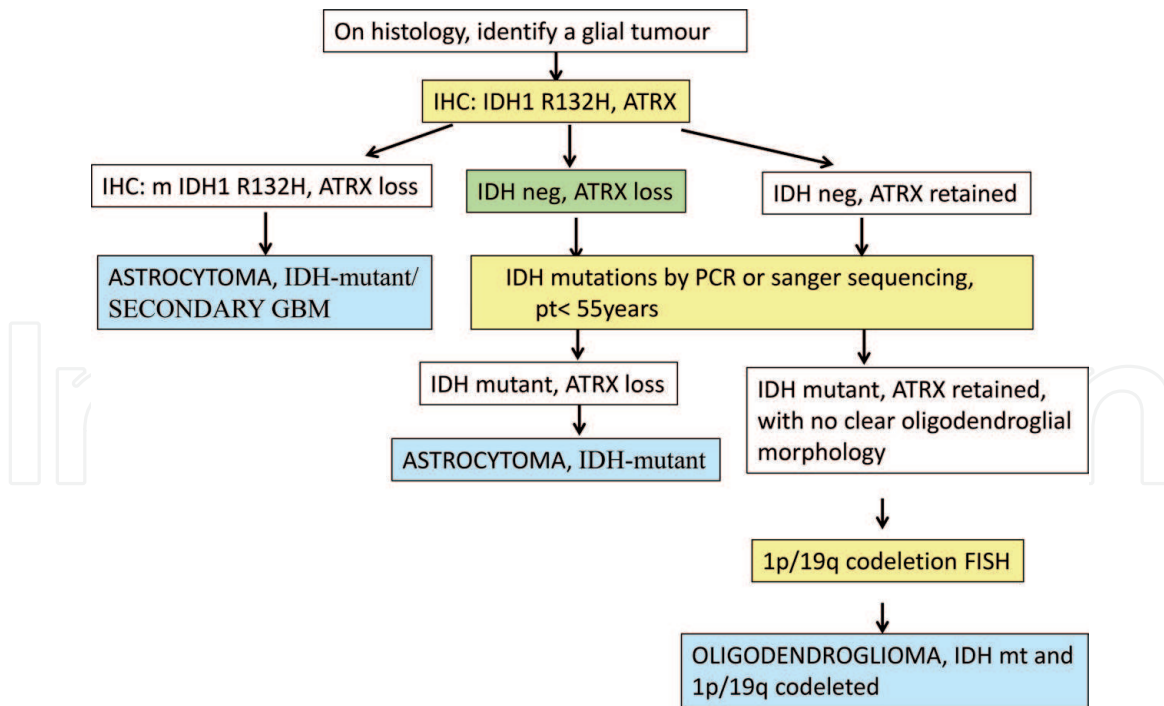 On histology, identify a glial tumour
IHC: IDH1 R132H, ATRX
IHC: m IDH1 R132H, ATRX loss
IDH neg, ATRX loss
IDH neg, ATRX retained
ASTROCYTOMA, IDH-mutant/
SECONDARY GBM
IDH mutations by PCR or sanger sequencing,
pt< 55years
IDH mutant, ATRX loss
IDH mutant, ATRX retained,
with no clear oligodendroglial
morphology
ASTROCYTOMA, IDH-mutant
1p/19q codeletion FISH
OLIGODENDROGLIOMA, IDH mt and
1p/19q codeleted